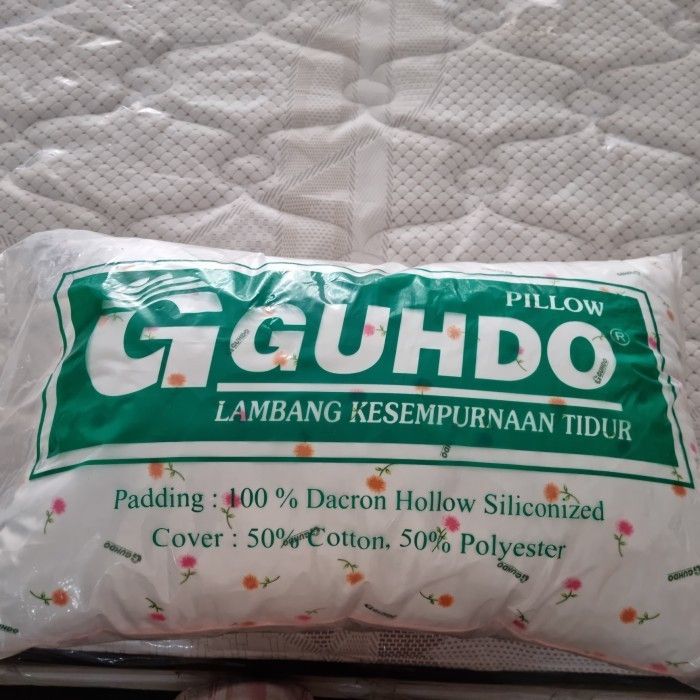 PILLOW
G GUHDO®
LAMBANG KESEMPURNAAN TIDUR
Padding : 100 % Dacron Hollow Siliconized
Cover : 50% Cotton, 50% Polyester